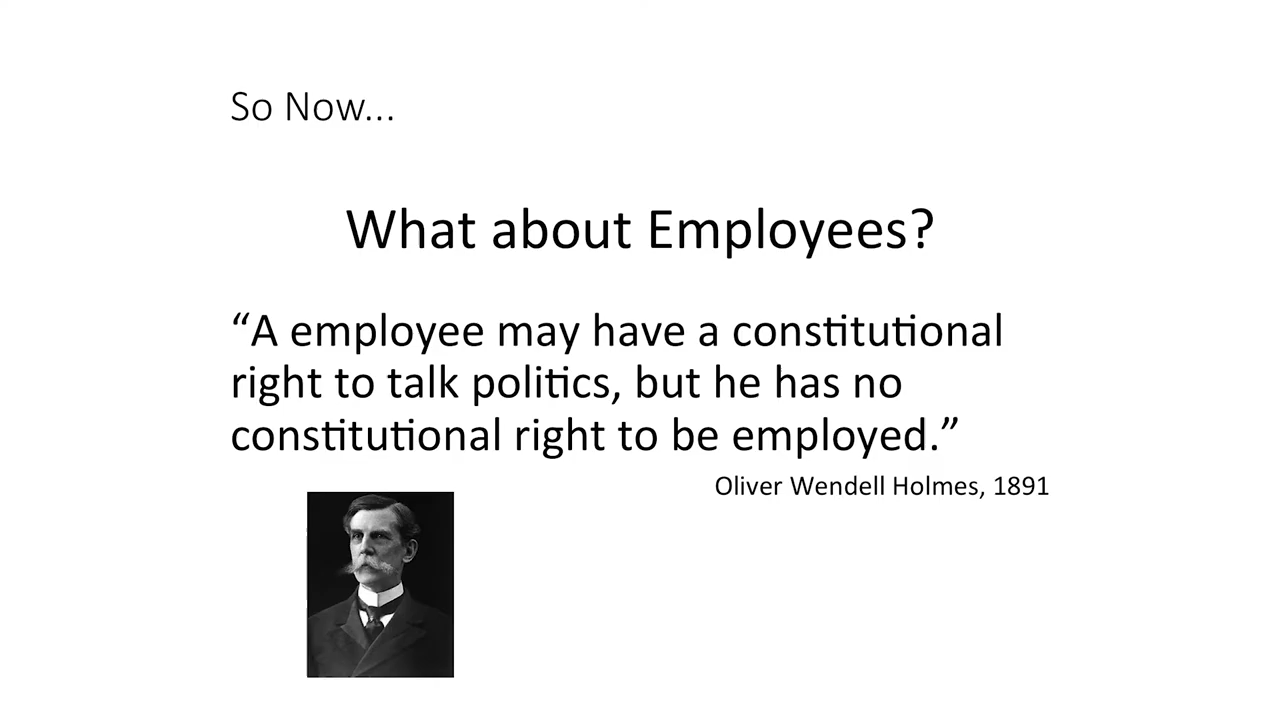 So Now...
What about Employees?
“A employee may have a constitutional
right to talk politics, but he has no
constitutional right to be employed.”
Oliver Wendell Holmes, 1891